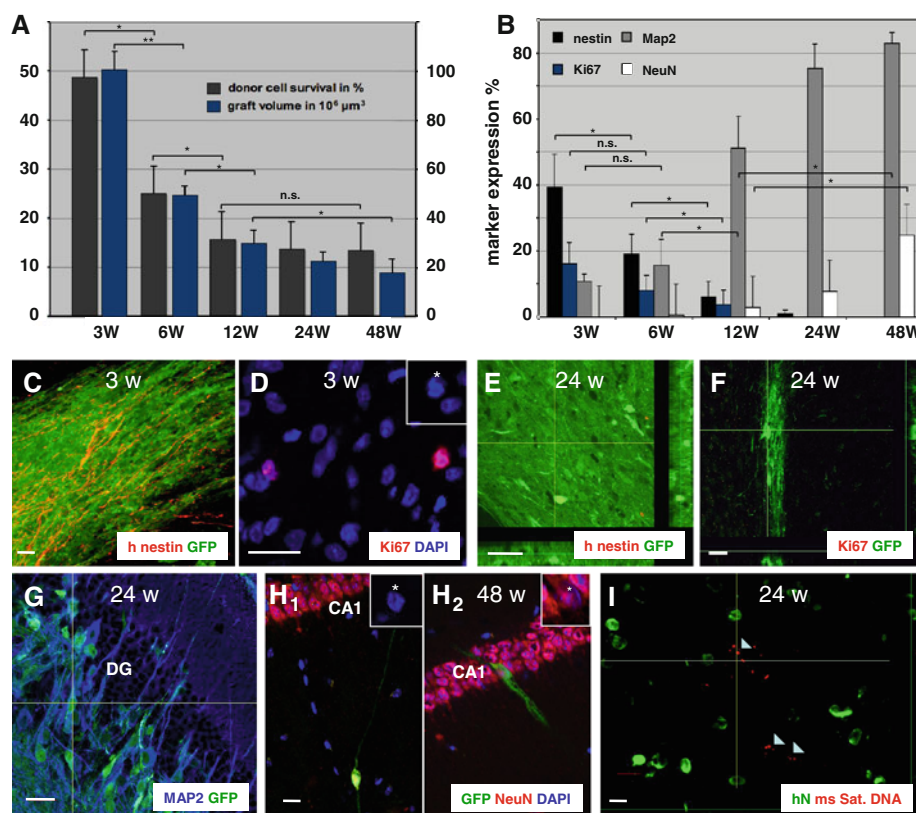 A
B
* **
* *
n.s. *
donor cell survival in %
graft volume in 10⁶ µm³
50
40
30
20
10
0
100
80
60
40
20
0
3W 6W 12W 24W 48W
marker expression %
nestin Map2
Ki67 NeuN
80
60
40
20
0
*
n.s.
n.s.
*
*
*
*
*
3W 6W 12W 24W 48W
C 3 w
h nestin GFP
D 3 w *
Ki67 DAPI
E 24 w
h nestin GFP
F 24 w
Ki67 GFP
G 24 w
DG
MAP2 GFP
H1 CA1 *
H2 48 w *
CA1
GFP NeuN DAPI
I 24 w
hN ms Sat. DNA